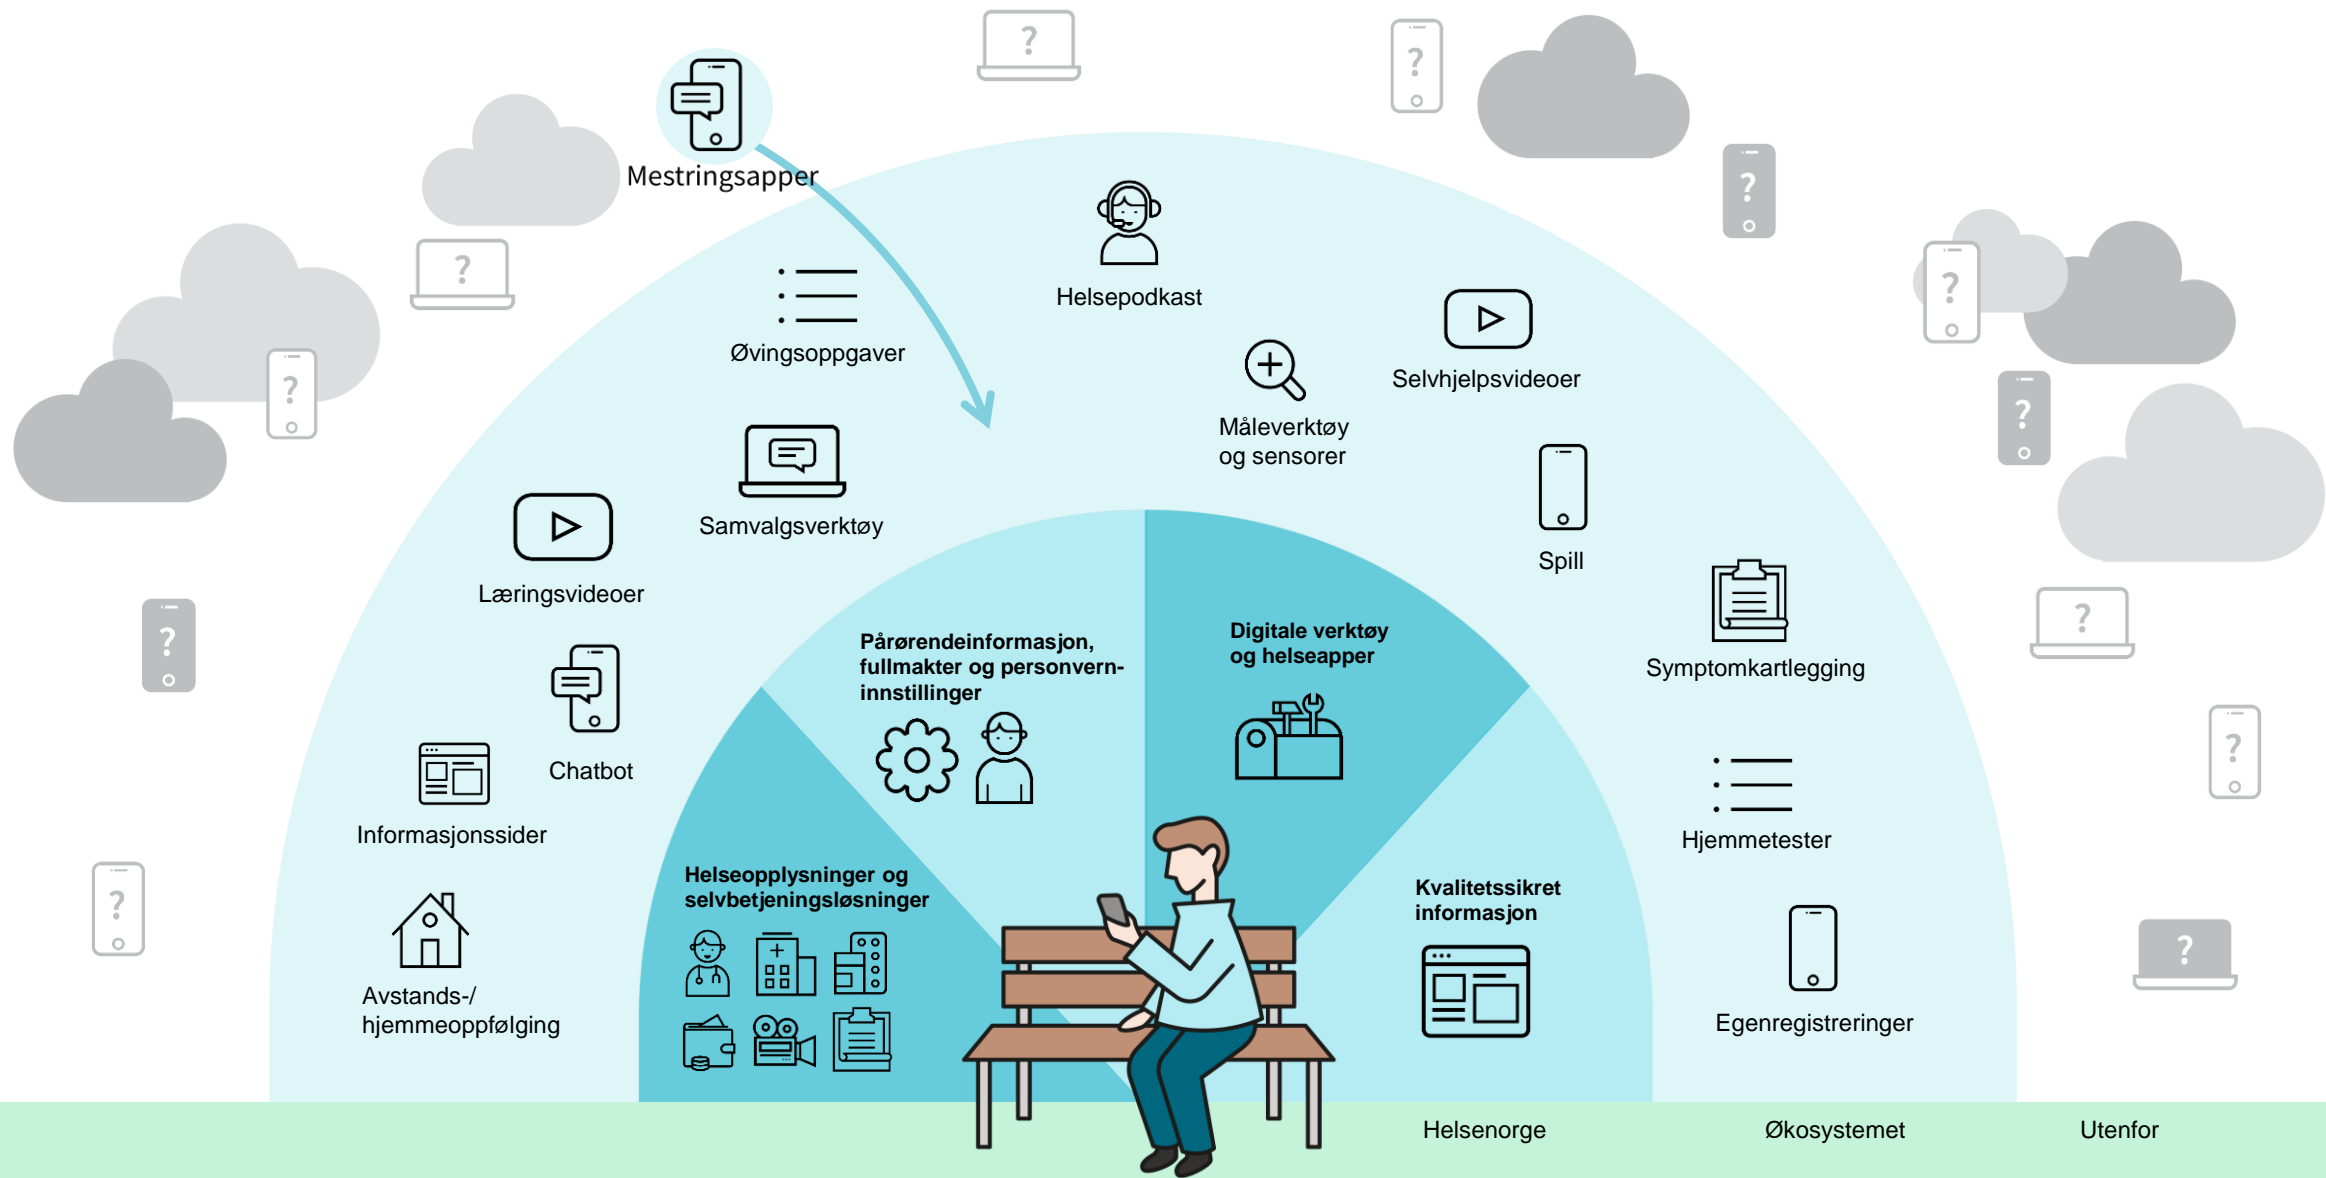 ?
?
Mestringsapper
?
?
?
?
?
?
?
?
?
?
?
?
?
Helsepodkast
Øvingsoppgaver
Selvhjelpsvideoer
Måleverktøy
og sensorer
Samvalgsverktøy
Spill
Læringsvideoer
Symptomkartlegging
Chatbot
Informasjonssider
Hjemmetester
Avstands-/
hjemmeoppfølging
Egenregistreringer
Pårørendeinformasjon,
fullmakter og personvern-
innstillinger
Digitale verktøy
og helseapper
Helseopplysninger og
selvbetjeningsløsninger
Kvalitetssikret
informasjon
Helsenorge
Økosystemet
Utenfor